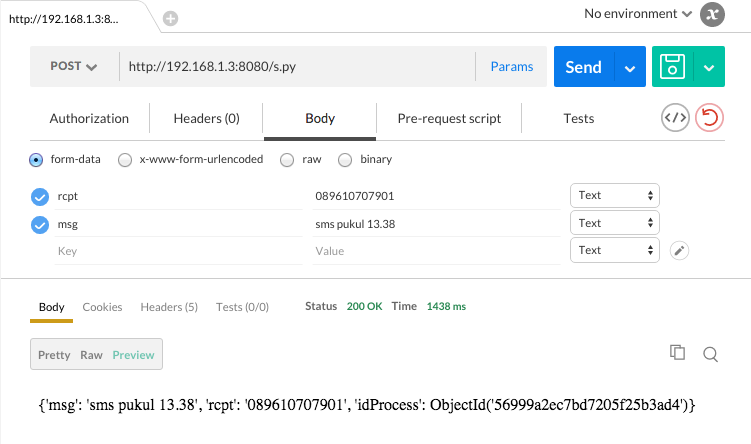 http://192.168.1.3:8...
No environment
POST http://192.168.1.3:8080/s.py Params Send
Authorization Headers (0) Body Pre-request script Tests
form-data x-www-form-urlencoded raw binary
rcpt 089610707901 Text
msg sms pukul 13.38 Text
Key Value Text
Body Cookies Headers (5) Tests (0/0) Status 200 OK Time 1438 ms
Pretty Raw Preview
{'msg': 'sms pukul 13.38', 'rcpt': '089610707901', 'idProcess': ObjectId('56999a2ec7bd7205f25b3ad4')}